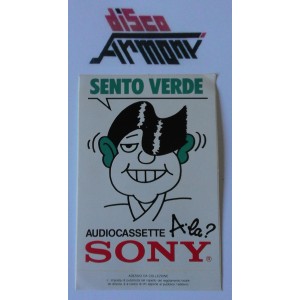 disco
Armony
SENTO VERDE
AUDIOCASSETTE A-la?
SONY®